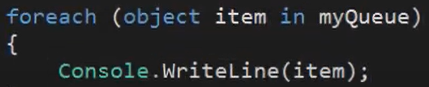 foreach (object item in myQueue)
{
    Console.WriteLine(item);